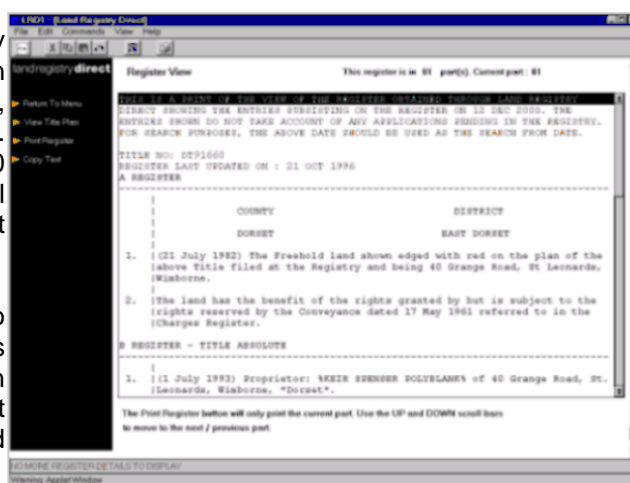 LRD1 - [Land Registry Direct]
File Edit Commands View Help
landregistrydirect
Register View
This register is in 01 part(s). Current part : 01
Return To Menu
View Title Plan
Print Register
Copy Text
THIS IS A PRINT OF THE VIEW OF THE REGISTER OBTAINED THROUGH LAND REGISTRY
DIRECT SHOWING THE ENTRIES SUBSISTING ON THE REGISTER ON 12 DEC 2000. THE
ENTRIES SHOWN DO NOT TAKE ACCOUNT OF ANY APPLICATIONS PENDING IN THE REGISTRY.
FOR SEARCH PURPOSES, THE ABOVE DATE SHOULD BE USED AS THE SEARCH FROM DATE.
TITLE NO: DT91660
REGISTER LAST UPDATED ON : 21 OCT 1996
A REGISTER
COUNTY DISTRICT
DORSET EAST DORSET
1. |(21 July 1982) The Freehold land shown edged with red on the plan of the
|above Title filed at the Registry and being 40 Grange Road, St Leonards,
|Wimborne.
2. |The land has the benefit of the rights granted by but is subject to the
|rights reserved by the Conveyance dated 17 May 1961 referred to in the
|Charges Register.
B REGISTER - TITLE ABSOLUTE
1. |(1 July 1993) Proprietor: %KEIR SPENSER POLYBLANK% of 40 Grange Road, St.
|Leonards, Wimborne, *Dorset*.
The Print Register button will only print the current part. Use the UP and DOWN scroll bars
to move to the next / previous part.
NO MORE REGISTER DETAILS TO DISPLAY
Warning: Applet Window